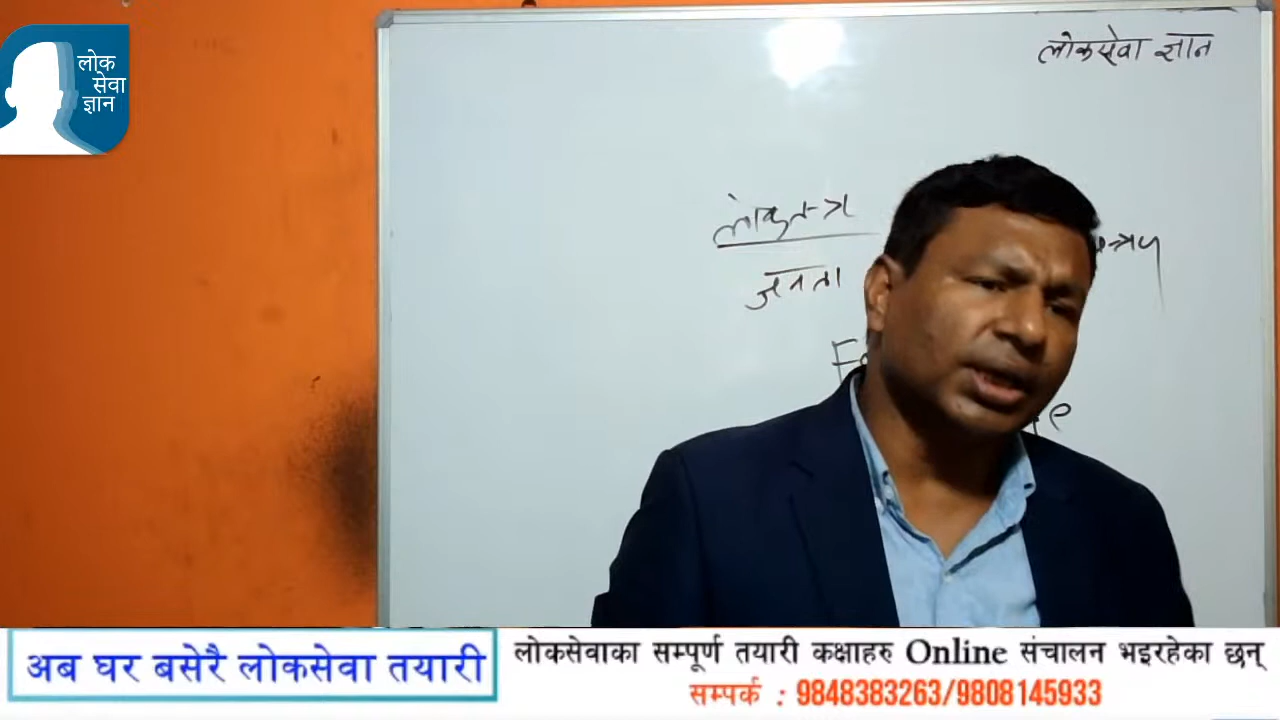 लोक
सेवा
ज्ञान
लोकसेवा ज्ञान
लोकतन्त्र
जनता
अब घर बसेरै लोकसेवा तयारी
लोकसेवाका सम्पूर्ण तयारी कक्षाहरु Online संचालन भइरहेका छन्
सम्पर्क : 9848383263/9808145933